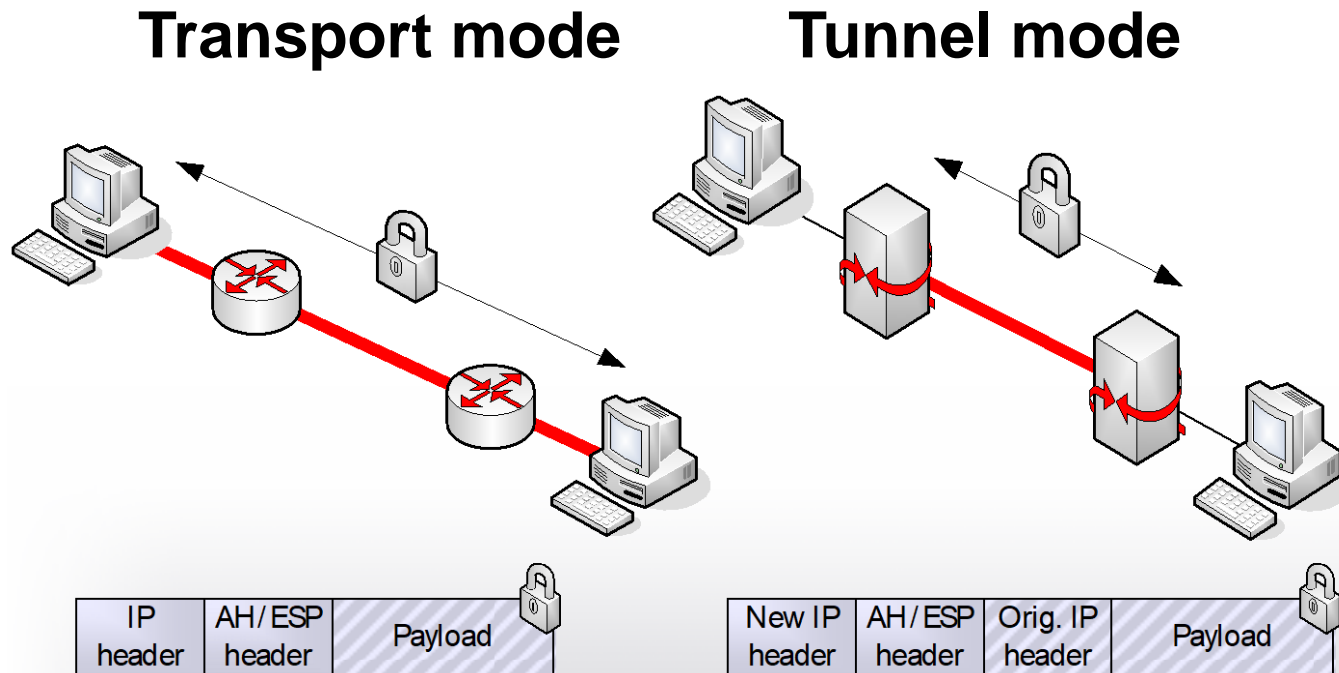 Transport mode
Tunnel mode
IP header
AH/ESP header
Payload
New IP header
AH/ESP header
Orig. IP header
Payload